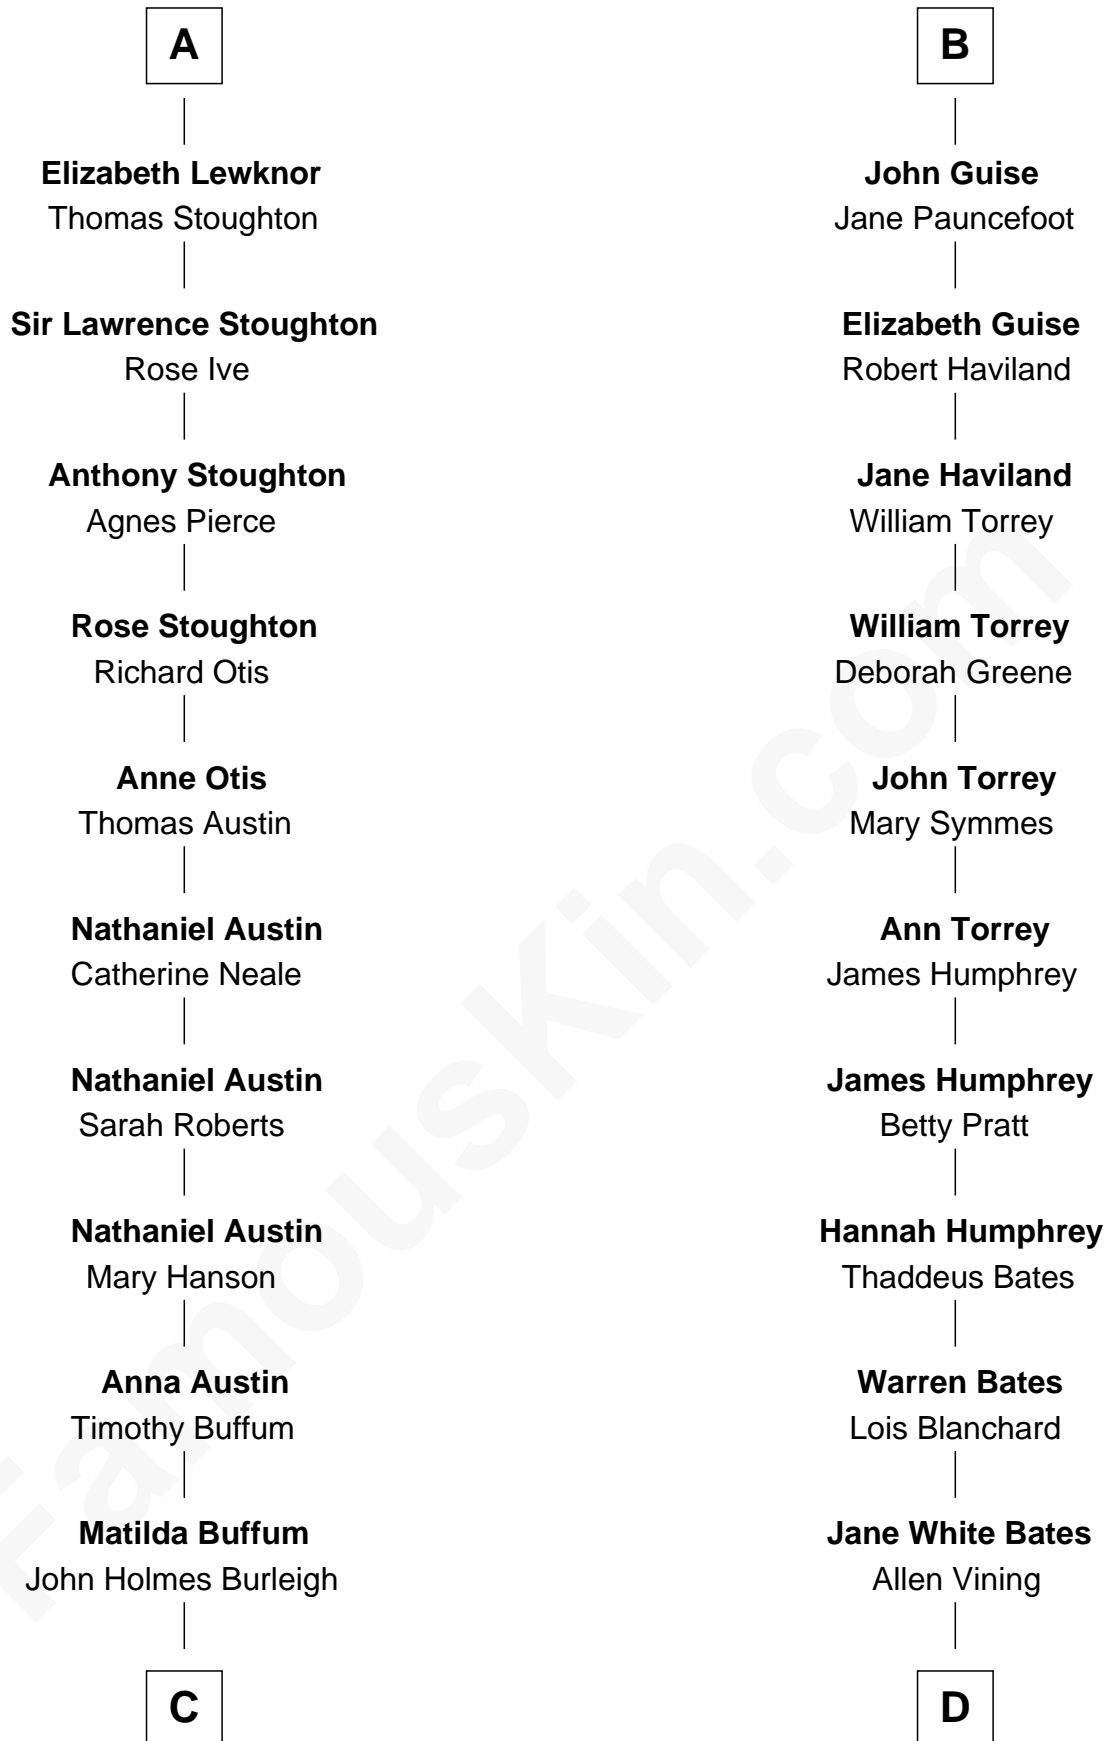 A
Elizabeth Lewknor
Thomas Stoughton
Sir Lawrence Stoughton
Rose Ive
Anthony Stoughton
Agnes Pierce
Rose Stoughton
Richard Otis
Anne Otis
Thomas Austin
Nathaniel Austin
Catherine Neale
Nathaniel Austin
Sarah Roberts
Nathaniel Austin
Mary Hanson
Anna Austin
Timothy Buffum
Matilda Buffum
John Holmes Burleigh
C
B
John Guise
Jane Pauncefoot
Elizabeth Guise
Robert Haviland
Jane Haviland
William Torrey
William Torrey
Deborah Greene
John Torrey
Mary Symmes
Ann Torrey
James Humphrey
James Humphrey
Betty Pratt
Hannah Humphrey
Thaddeus Bates
Warren Bates
Lois Blanchard
Jane White Bates
Allen Vining
D
FamousKin.com